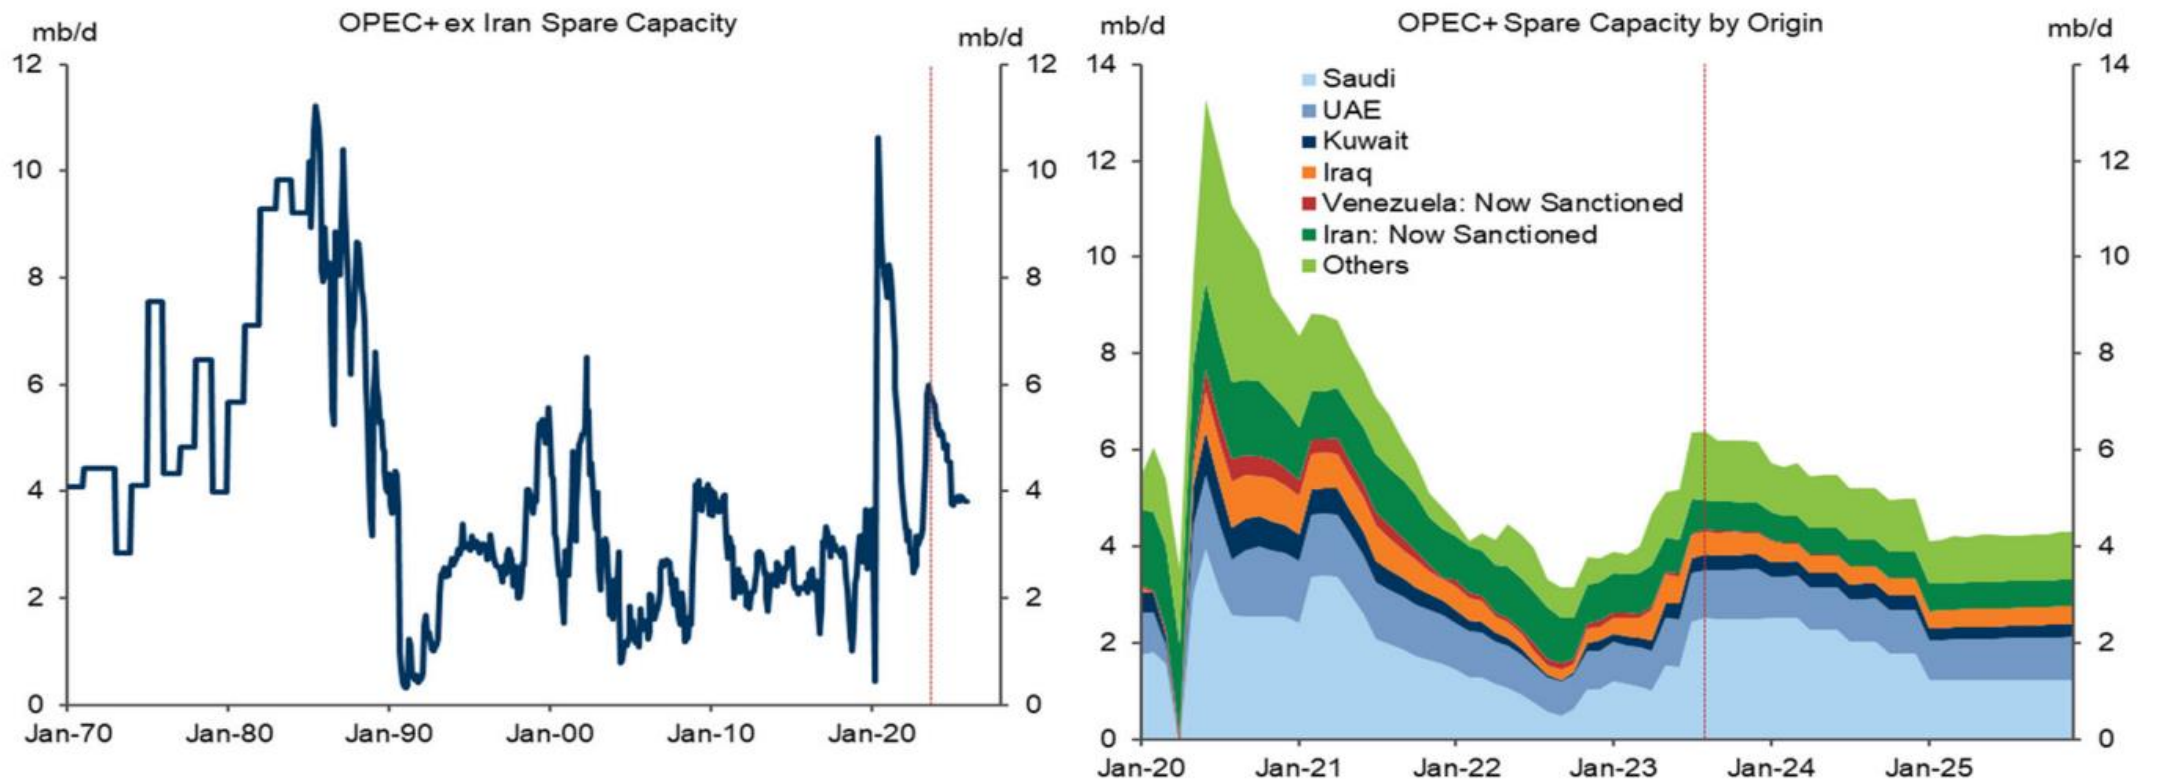 OPEC+ ex Iran Spare Capacity
mb/d
mb/d
12
10
8
6
4
2
0
12
10
8
6
4
2
0
Jan-70
Jan-80
Jan-90
Jan-00
Jan-10
Jan-20
OPEC+ Spare Capacity by Origin
mb/d
mb/d
14
12
10
8
6
4
2
0
Saudi
UAE
Kuwait
Iraq
Venezuela: Now Sanctioned
Iran: Now Sanctioned
Others
14
12
10
8
6
4
2
0
Jan-20
Jan-21
Jan-22
Jan-23
Jan-24
Jan-25